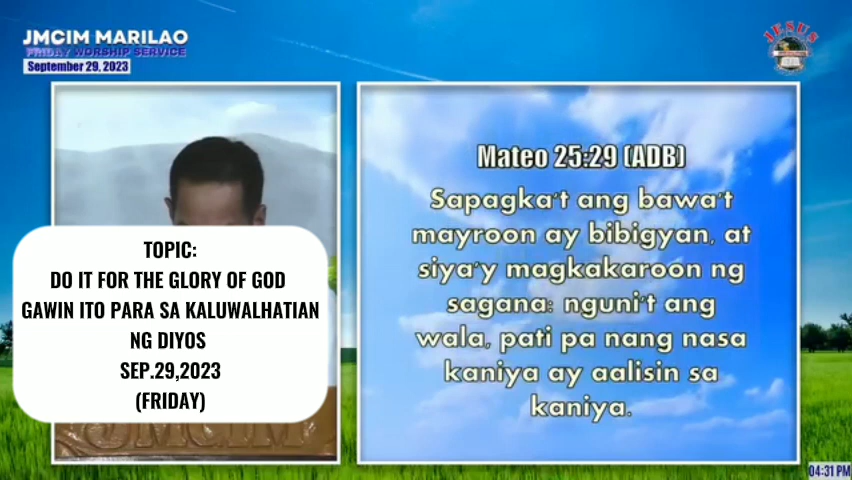 JMCIM MARILAO
FRIDAY WORSHIP SERVICE
September 29, 2023
JESUS
Mateo 25:29 (ADB)
Sapagka't ang bawa't
mayroon ay bibigyan, at
siya'y magkakaroon ng
sagana: nguni't ang
wala, pati pa nang nasa
kaniya ay aalisin sa
kaniya.
TOPIC:
DO IT FOR THE GLORY OF GOD
GAWIN ITO PARA SA KALUWALHATIAN
NG DIYOS
SEP.29,2023
(FRIDAY)
JMCIM
04:31 PM